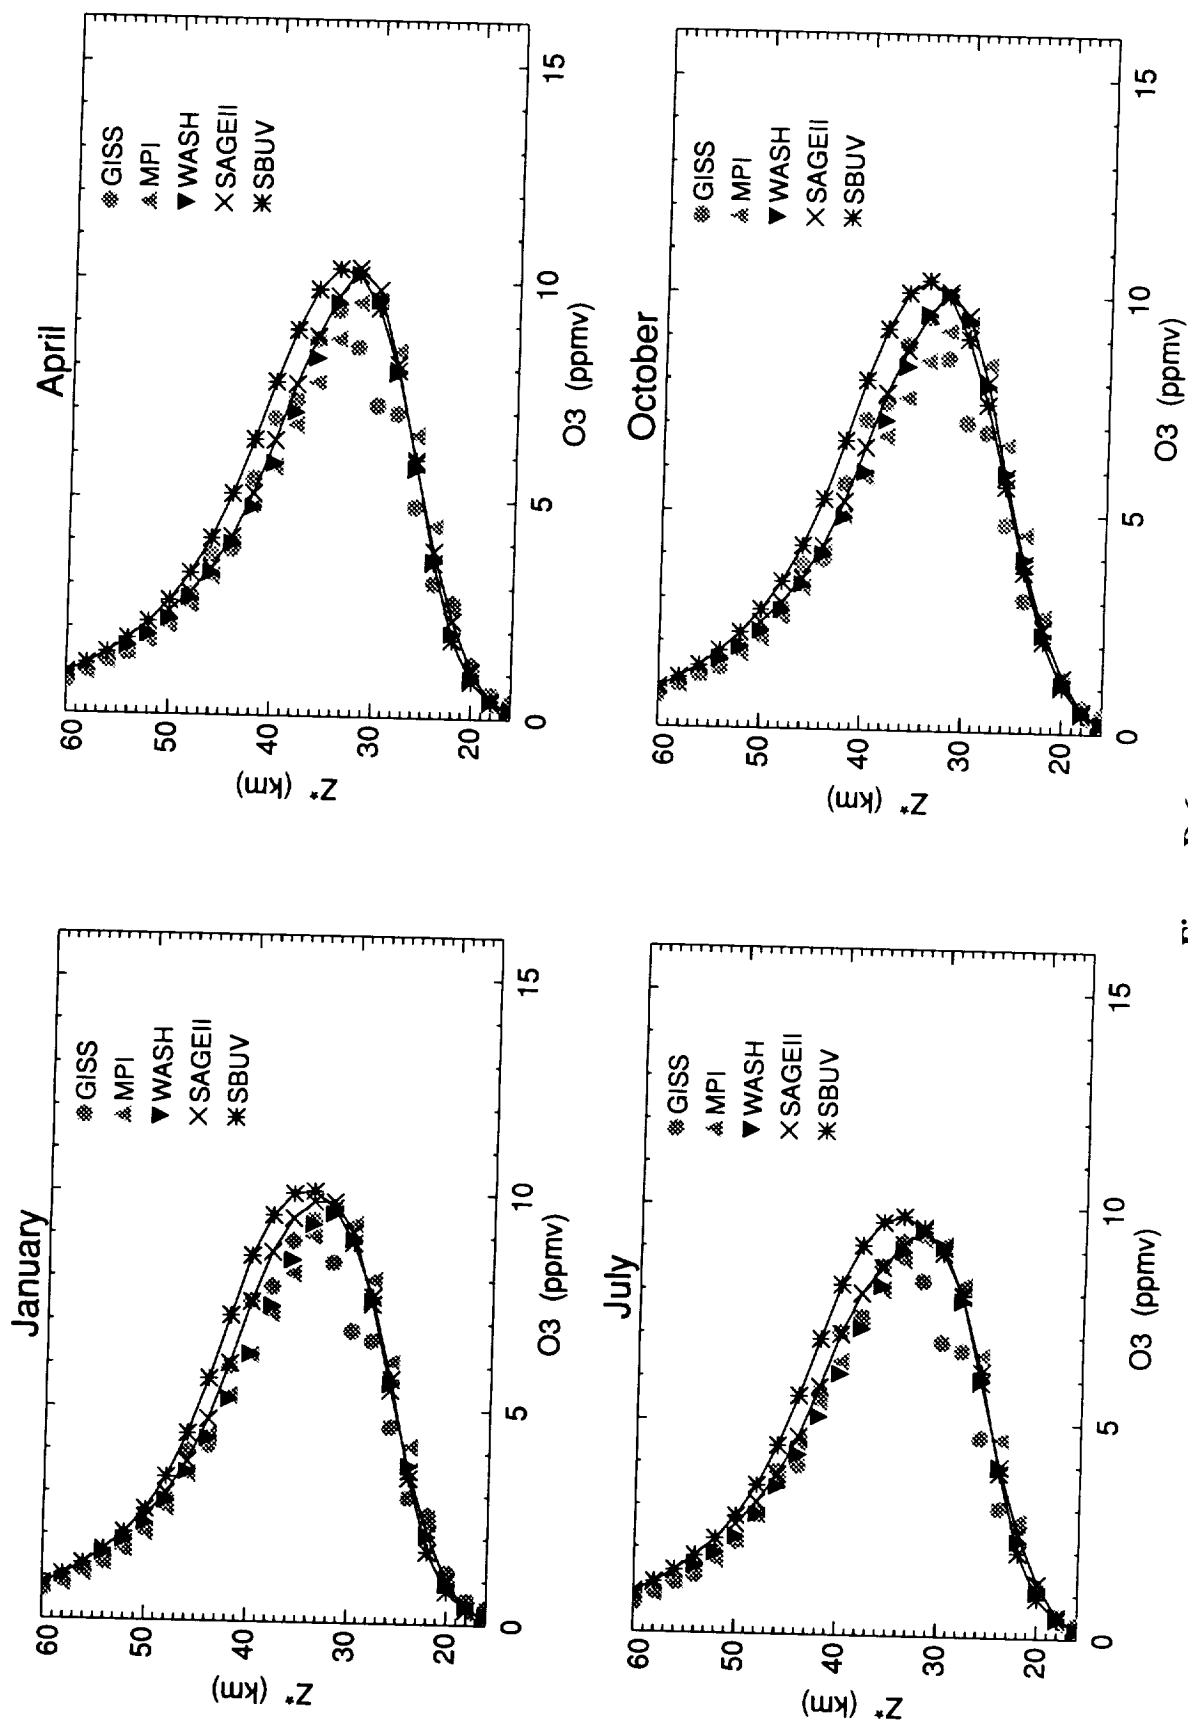 January
Z* (km)
60
50
40
30
20
0
5
10
15
O3 (ppmv)
GISS
MPI
WASH
SAGEII
SBUV
April
Z* (km)
60
50
40
30
20
0
5
10
15
O3 (ppmv)
GISS
MPI
WASH
SAGEII
SBUV
July
Z* (km)
60
50
40
30
20
0
5
10
15
O3 (ppmv)
GISS
MPI
WASH
SAGEII
SBUV
October
Z* (km)
60
50
40
30
20
0
5
10
15
O3 (ppmv)
GISS
MPI
WASH
SAGEII
SBUV